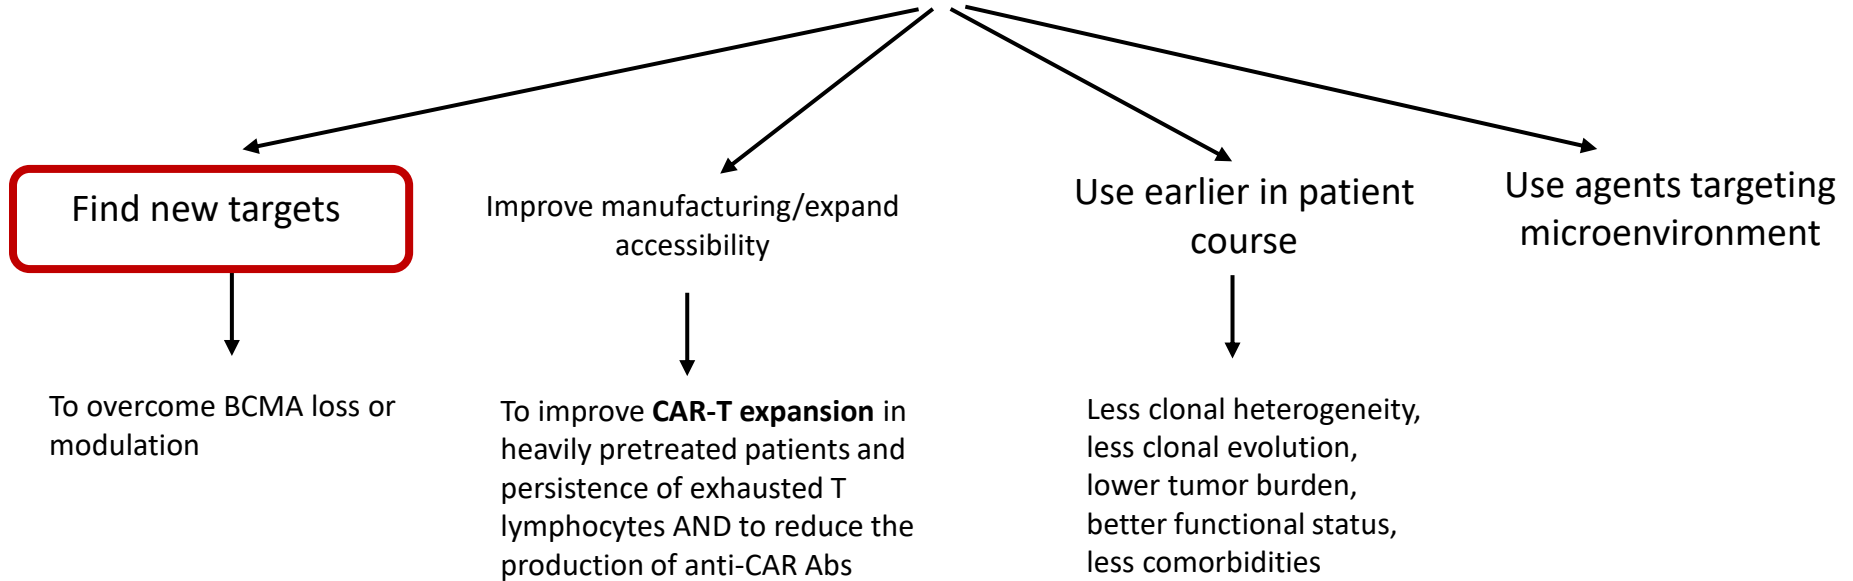 Find new targets
Improve manufacturing/expand
accessibility
Use earlier in patient
course
Use agents targeting
microenvironment
To overcome BCMA loss or
modulation
To improve CAR-T expansion in
heavily pretreated patients and
persistence of exhausted T
lymphocytes AND to reduce the
production of anti-CAR Abs
Less clonal heterogeneity,
less clonal evolution,
lower tumor burden,
better functional status,
less comorbidities